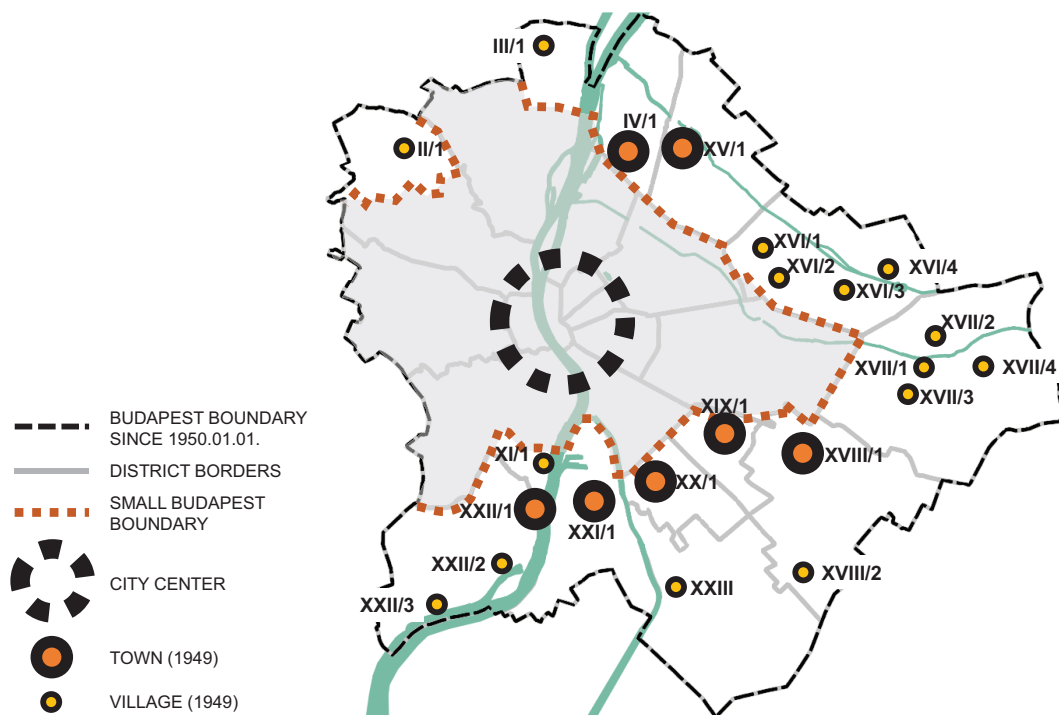 III/1
IV/1
XV/1
II/1
XVI/1
XVI/2
XVI/4
XVI/3
XVII/2
XVII/1
XVII/4
XVII/3
XIX/1
XVIII/1
XI/1
XX/1
XXII/1
XXI/1
XXII/2
XVIII/2
XXIII
XXII/3
BUDAPEST BOUNDARY
SINCE 1950.01.01.
DISTRICT BORDERS
SMALL BUDAPEST
BOUNDARY
CITY CENTER
TOWN (1949)
VILLAGE (1949)